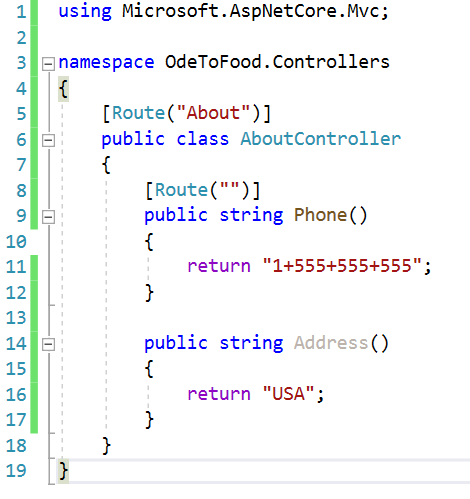 1 using Microsoft.AspNetCore.Mvc;
2
3 namespace OdeToFood.Controllers
4 {
5     [Route("About")]
6     public class AboutController
7     {
8         [Route("")]
9         public string Phone()
10         {
11             return "1+555+555+555";
12         }
13
14         public string Address()
15         {
16             return "USA";
17         }
18     }
19 }